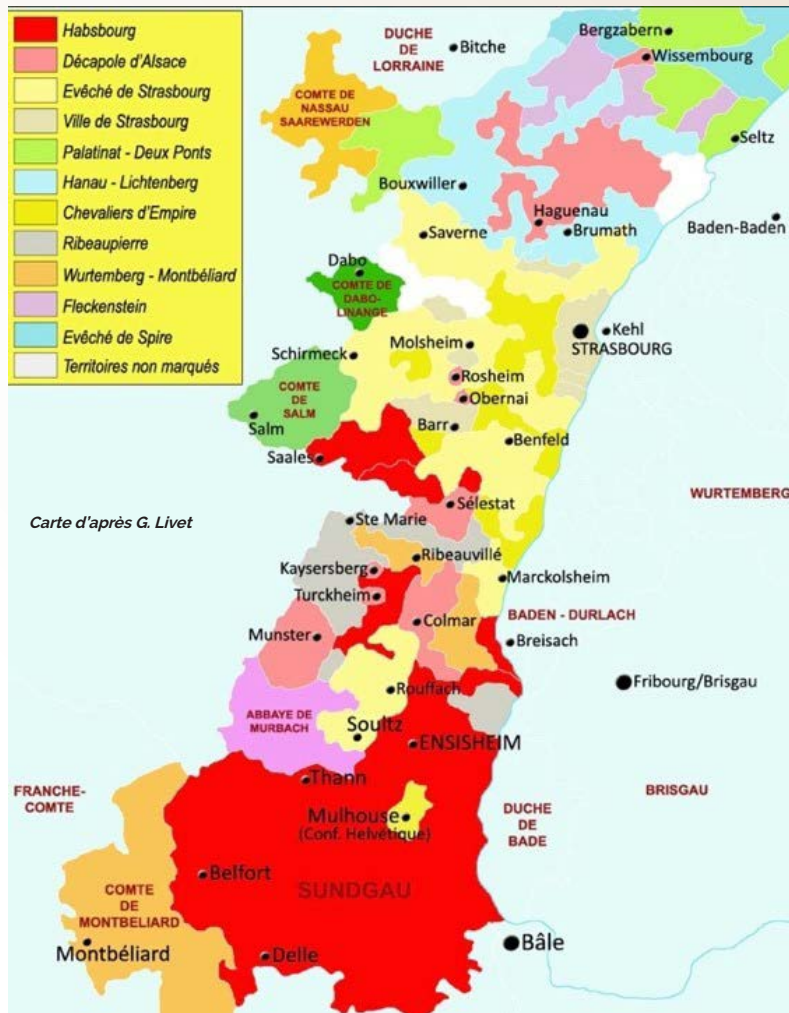 Habsbourg
Décapole d'Alsace
Evêché de Strasbourg
Ville de Strasbourg
Palatinat - Deux Ponts
Hanau - Lichtenberg
Chevaliers d'Empire
Ribeaupierre
Wurtemberg - Montbéliard
Fleckenstein
Evêché de Spire
Territoires non marqués
DUCHE
DE
LORRAINE
Bitche
Bergzabern
Wissembourg
COMTE DE
NASSAU
SAAREWERDEN
Seltz
Bouxwiller
Haguenau
Baden-Baden
Saverne
Brumath
Dabo
COMTE DE
DABO-
LINANGE
Kehl
STRASBOURG
Molsheim
Schirmeck
Rosheim
COMTE
DE
SALM
Obernai
Salm
Barr
Benfeld
Saales
WURTEMBERG
Sélestat
Carte d'après G. Livet
Ste Marie
Ribeauvillé
Kaysersberg
Marckolsheim
Turckheim
BADEN - DURLACH
Colmar
Munster
Breisach
Fribourg/Brisgau
Rouffach
ABBAYE DE
MURBACH
Soultz
ENSISHEIM
Thann
FRANCHE-
COMTE
BRISGAU
Mulhouse
(Conf. Helvétique)
DUCHE
DE
BADE
Belfort
SUNDGAU
COMTE
DE
MONTBELIARD
Montbéliard
Delle
Bâle